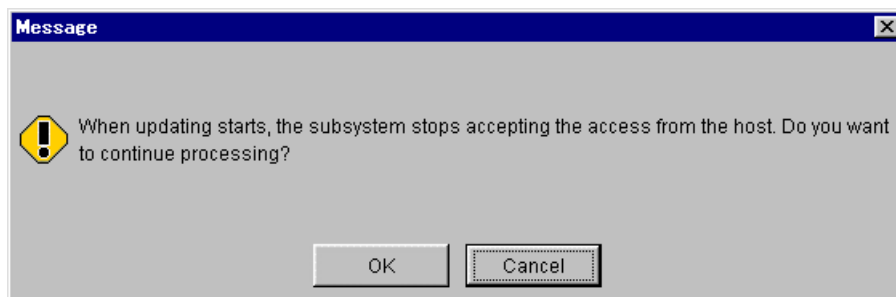 Message
When updating starts, the subsystem stops accepting the access from the host. Do you want
to continue processing?
OK
Cancel